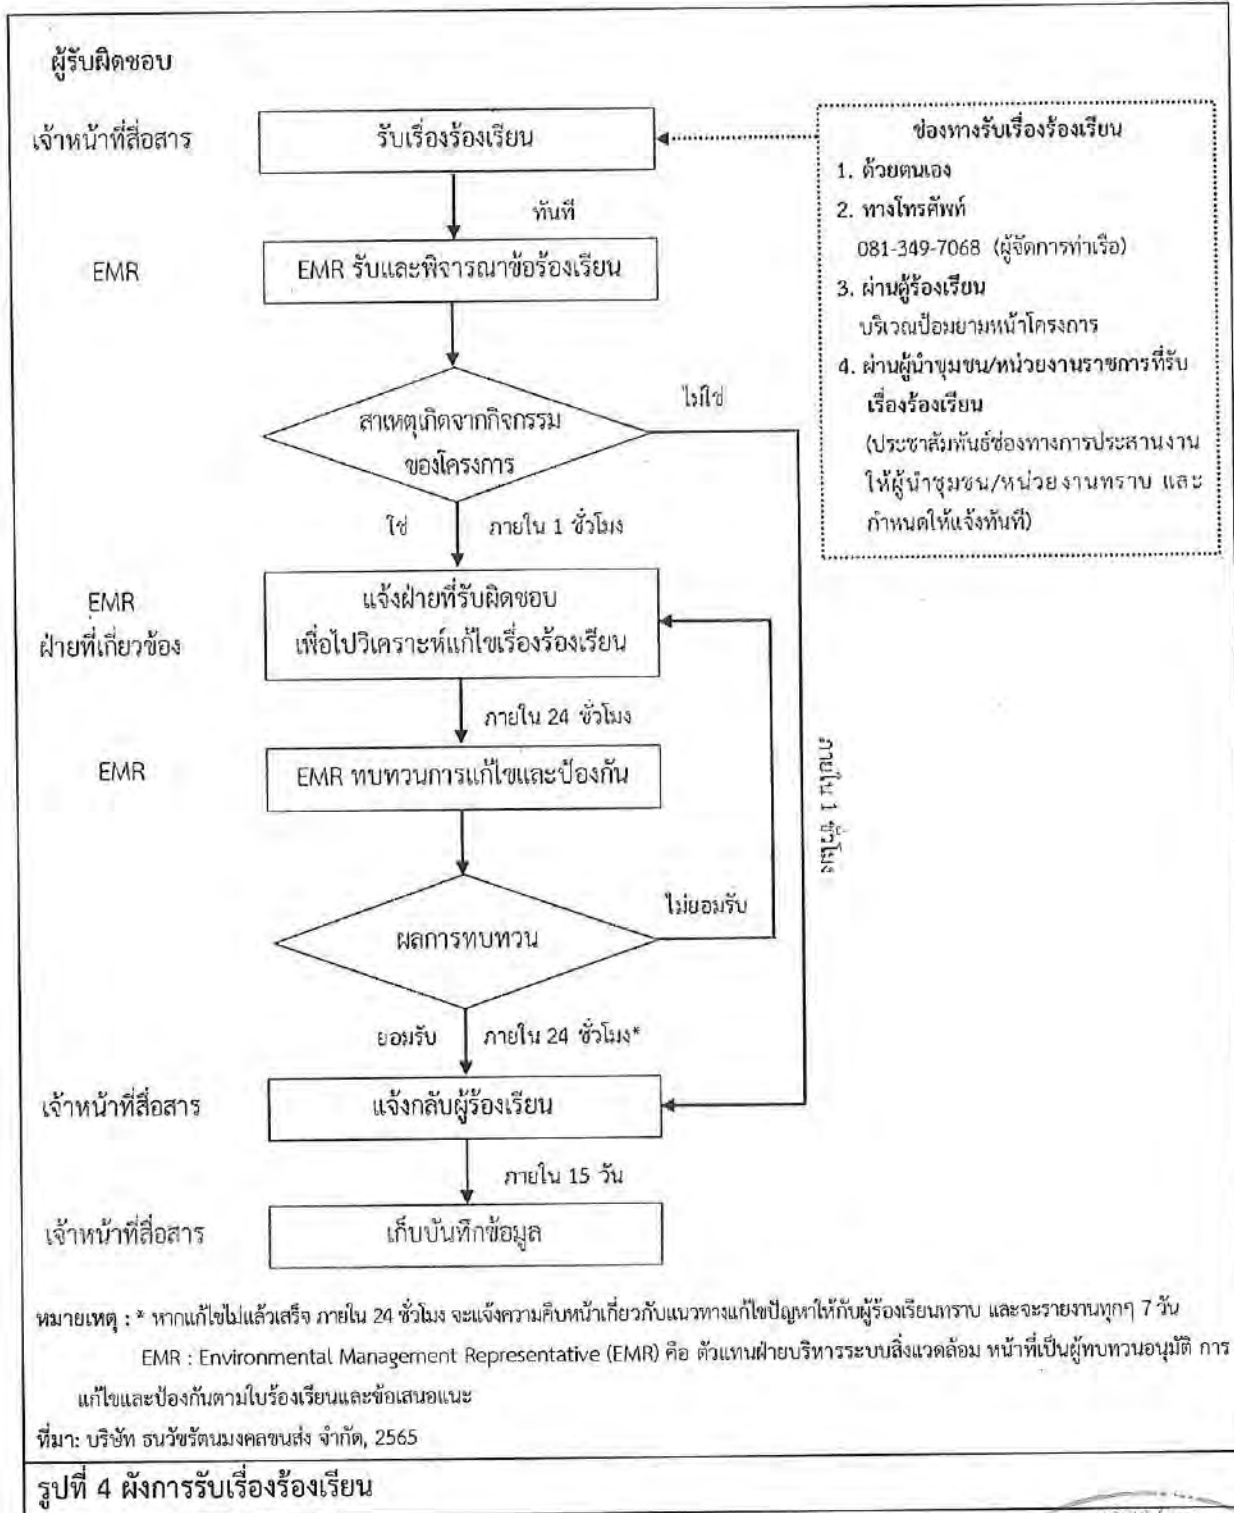 ผู้รับผิดชอบ
เจ้าหน้าที่สื่อสาร
รับเรื่องร้องเรียน
ช่องทางรับเรื่องร้องเรียน
1. ด้วยตนเอง
2. ทางโทรศัพท์
081-349-7068 (ผู้จัดการท่าเรือ)
3. ผ่านตู้ร้องเรียน
บริเวณป้อมยามหน้าโครงการ
4. ผ่านผู้นำชุมชน/หน่วยงานราชการที่รับ
เรื่องร้องเรียน
(ประชาสัมพันธ์ช่องทางการประสานงาน
ให้ผู้นำชุมชน/หน่วยงานทราบ และ
กำหนดให้แจ้งทันที)
ทันที
EMR
EMR รับและพิจารณาข้อร้องเรียน
สาเหตุเกิดจากกิจกรรม
ของโครงการ
ไม่ใช่
ใช่
ภายใน 1 ชั่วโมง
EMR
ฝ่ายที่เกี่ยวข้อง
แจ้งฝ่ายที่รับผิดชอบ
เพื่อไปวิเคราะห์แก้ไขเรื่องร้องเรียน
ภายใน 24 ชั่วโมง
ภายใน 1 ชั่วโมง
EMR
EMR ทบทวนการแก้ไขและป้องกัน
ผลการทบทวน
ไม่ยอมรับ
ยอมรับ
ภายใน 24 ชั่วโมง*
เจ้าหน้าที่สื่อสาร
แจ้งกลับผู้ร้องเรียน
ภายใน 15 วัน
เจ้าหน้าที่สื่อสาร
เก็บบันทึกข้อมูล
หมายเหตุ : * หากแก้ไขไม่แล้วเสร็จ ภายใน 24 ชั่วโมง จะแจ้งความคืบหน้าเกี่ยวกับแนวทางแก้ไขปัญหาให้กับผู้ร้องเรียนทราบ และจะรายงานทุกๆ 7 วัน
EMR : Environmental Management Representative (EMR) คือ ตัวแทนฝ่ายบริหารระบบสิ่งแวดล้อม หน้าที่เป็นผู้ทบทวนอนุมัติ การ
แก้ไขและป้องกันตามใบร้องเรียนและข้อเสนอแนะ
ที่มา: บริษัท ธนวัชรัตนมงคลขนส่ง จำกัด, 2565
รูปที่ 4 ผังการรับเรื่องร้องเรียน